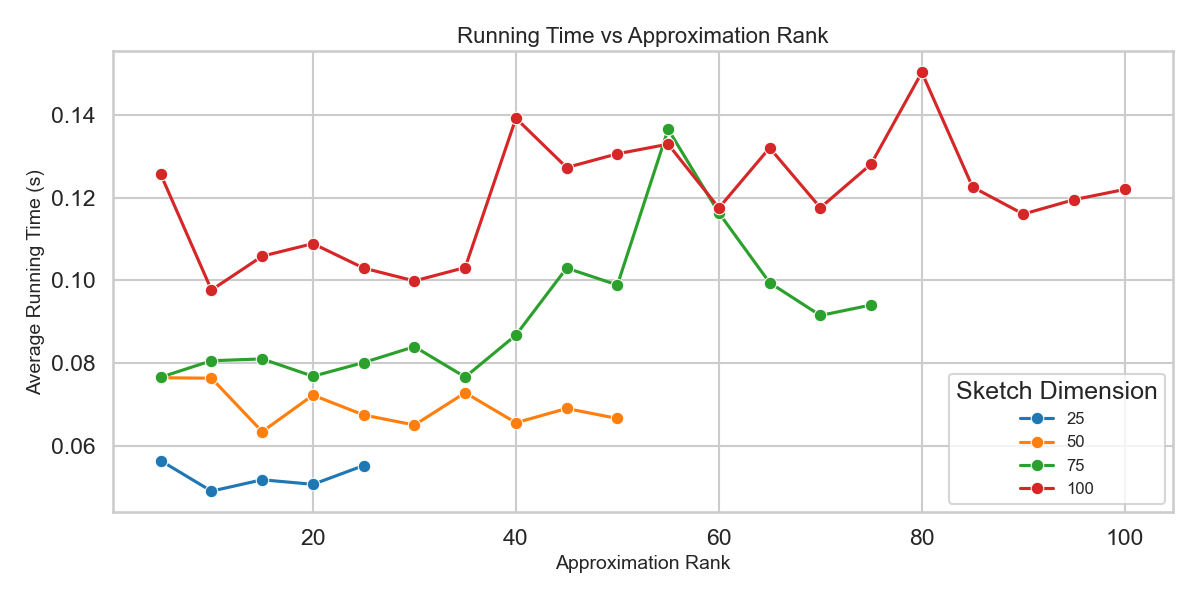 Running Time vs Approximation Rank
Average Running Time (s)
0.14
0.12
0.10
0.08
0.06
20 40 60 80 100
Approximation Rank
Sketch Dimension
25
50
75
100